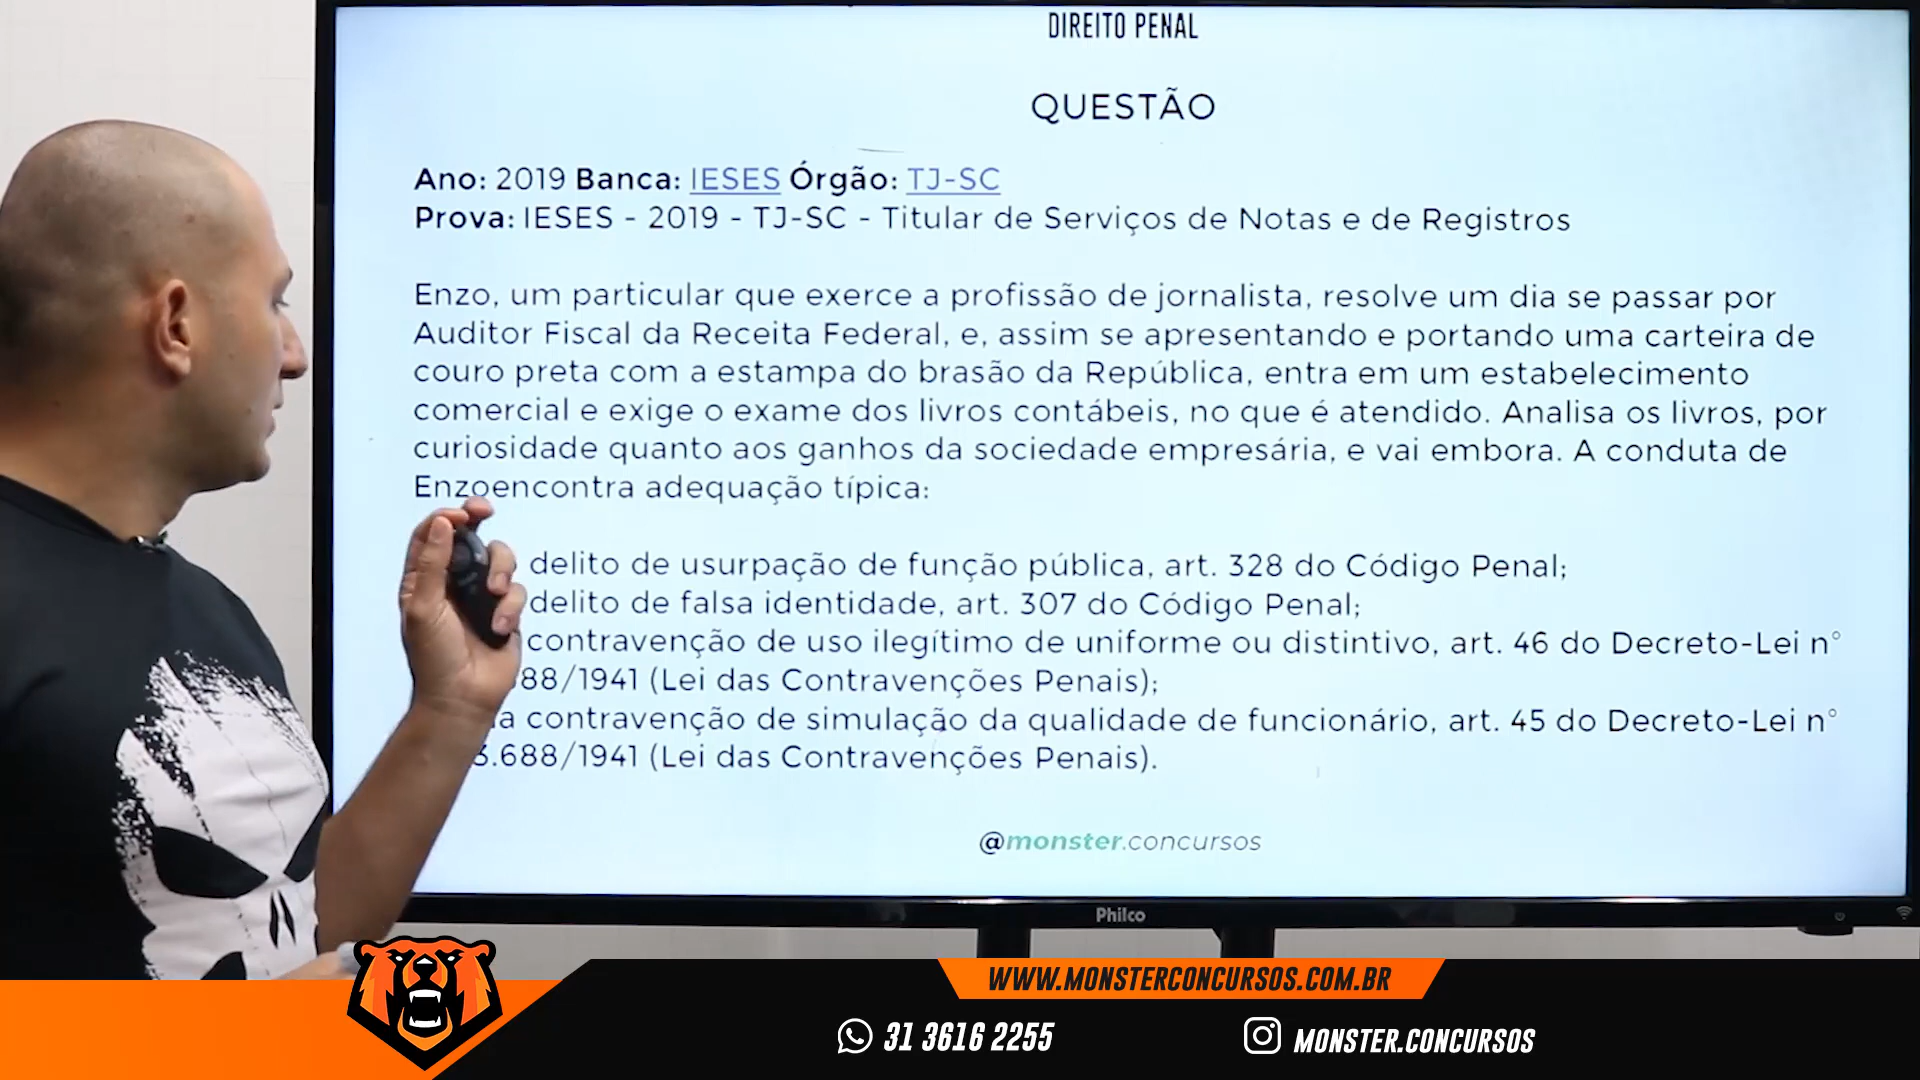 DIREITO PENAL
QUESTÃO
Ano: 2019 Banca: IESES Órgão: TJ-SC
Prova: IESES - 2019 - TJ-SC - Titular de Serviços de Notas e de Registros
Enzo, um particular que exerce a profissão de jornalista, resolve um dia se passar por
Auditor Fiscal da Receita Federal, e, assim se apresentando e portando uma carteira de
couro preta com a estampa do brasão da República, entra em um estabelecimento
comercial e exige o exame dos livros contábeis, no que é atendido. Analisa os livros, por
curiosidade quanto aos ganhos da sociedade empresária, e vai embora. A conduta de
Enzoencontra adequação típica:
delito de usurpação de função pública, art. 328 do Código Penal;
delito de falsa identidade, art. 307 do Código Penal;
contravenção de uso ilegítimo de uniforme ou distintivo, art. 46 do Decreto-Lei n°
88/1941 (Lei das Contravenções Penais);
a contravenção de simulação da qualidade de funcionário, art. 45 do Decreto-Lei n°
3.688/1941 (Lei das Contravenções Penais).
@monster.concursos
Philco
WWW.MONSTERCONCURSOS.COM.BR
31 3616 2255
MONSTER.CONCURSOS